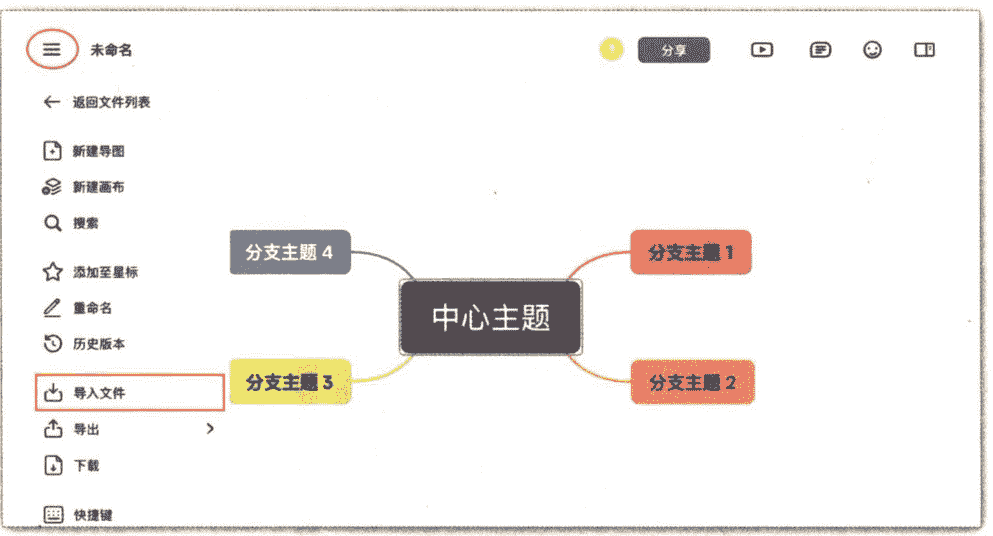 未命名
分享
返回文件列表
新建导图
新建画布
搜索
添加至星标
重命名
历史版本
导入文件
导出
下载
快捷键
分支主题 4
分支主题 1
中心主题
分支主题 3
分支主题 2